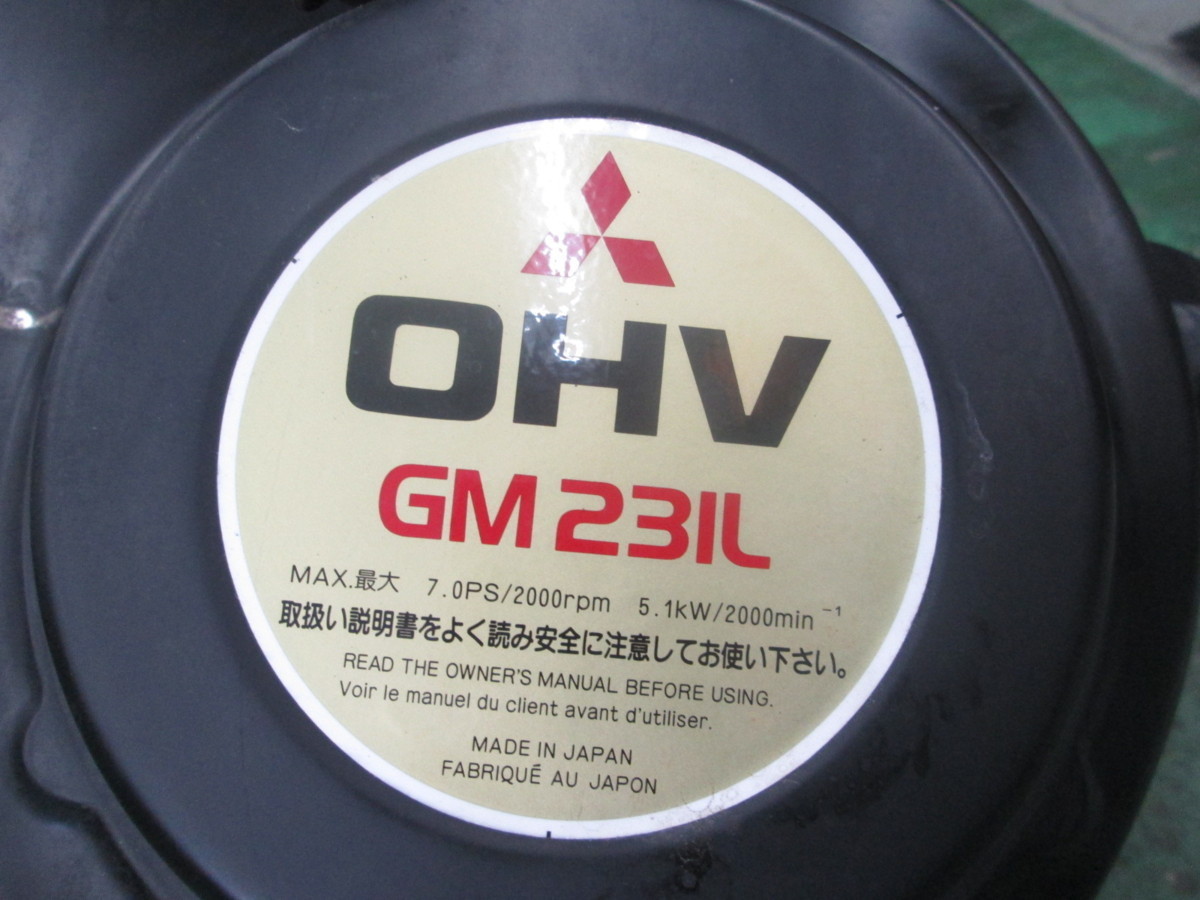 OHV
GM 231L
MAX.最大 7.0PS/2000rpm 5.1kW/2000min⁻¹
取扱い説明書をよく読み安全に注意してお使い下さい。
READ THE OWNER'S MANUAL BEFORE USING.
Voir le manuel du client avant d'utiliser.
MADE IN JAPAN
FABRIQUÉ AU JAPON